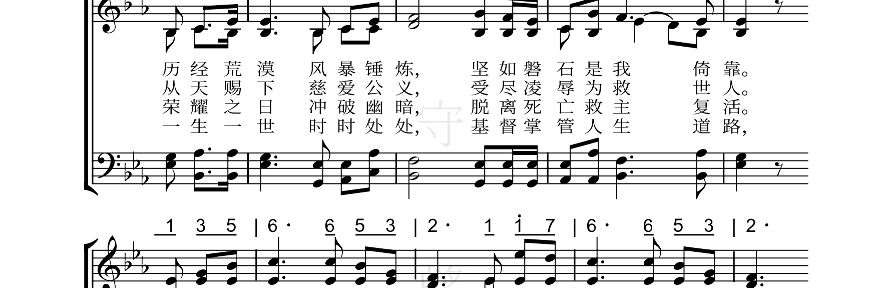 历经荒漠 风暴锤炼， 坚如磐石是我 倚靠。
从天赐下 慈爱公义， 受尽凌辱为救 世人。
荣耀之日 冲破幽暗， 脱离死亡救主 复活。
一生一世 时时处处， 基督掌管人生 道路，
守
1 3 5 | 6· 6 5 3 | 2· 1 1̇ 7 | 6· 6 5 3 | 2·